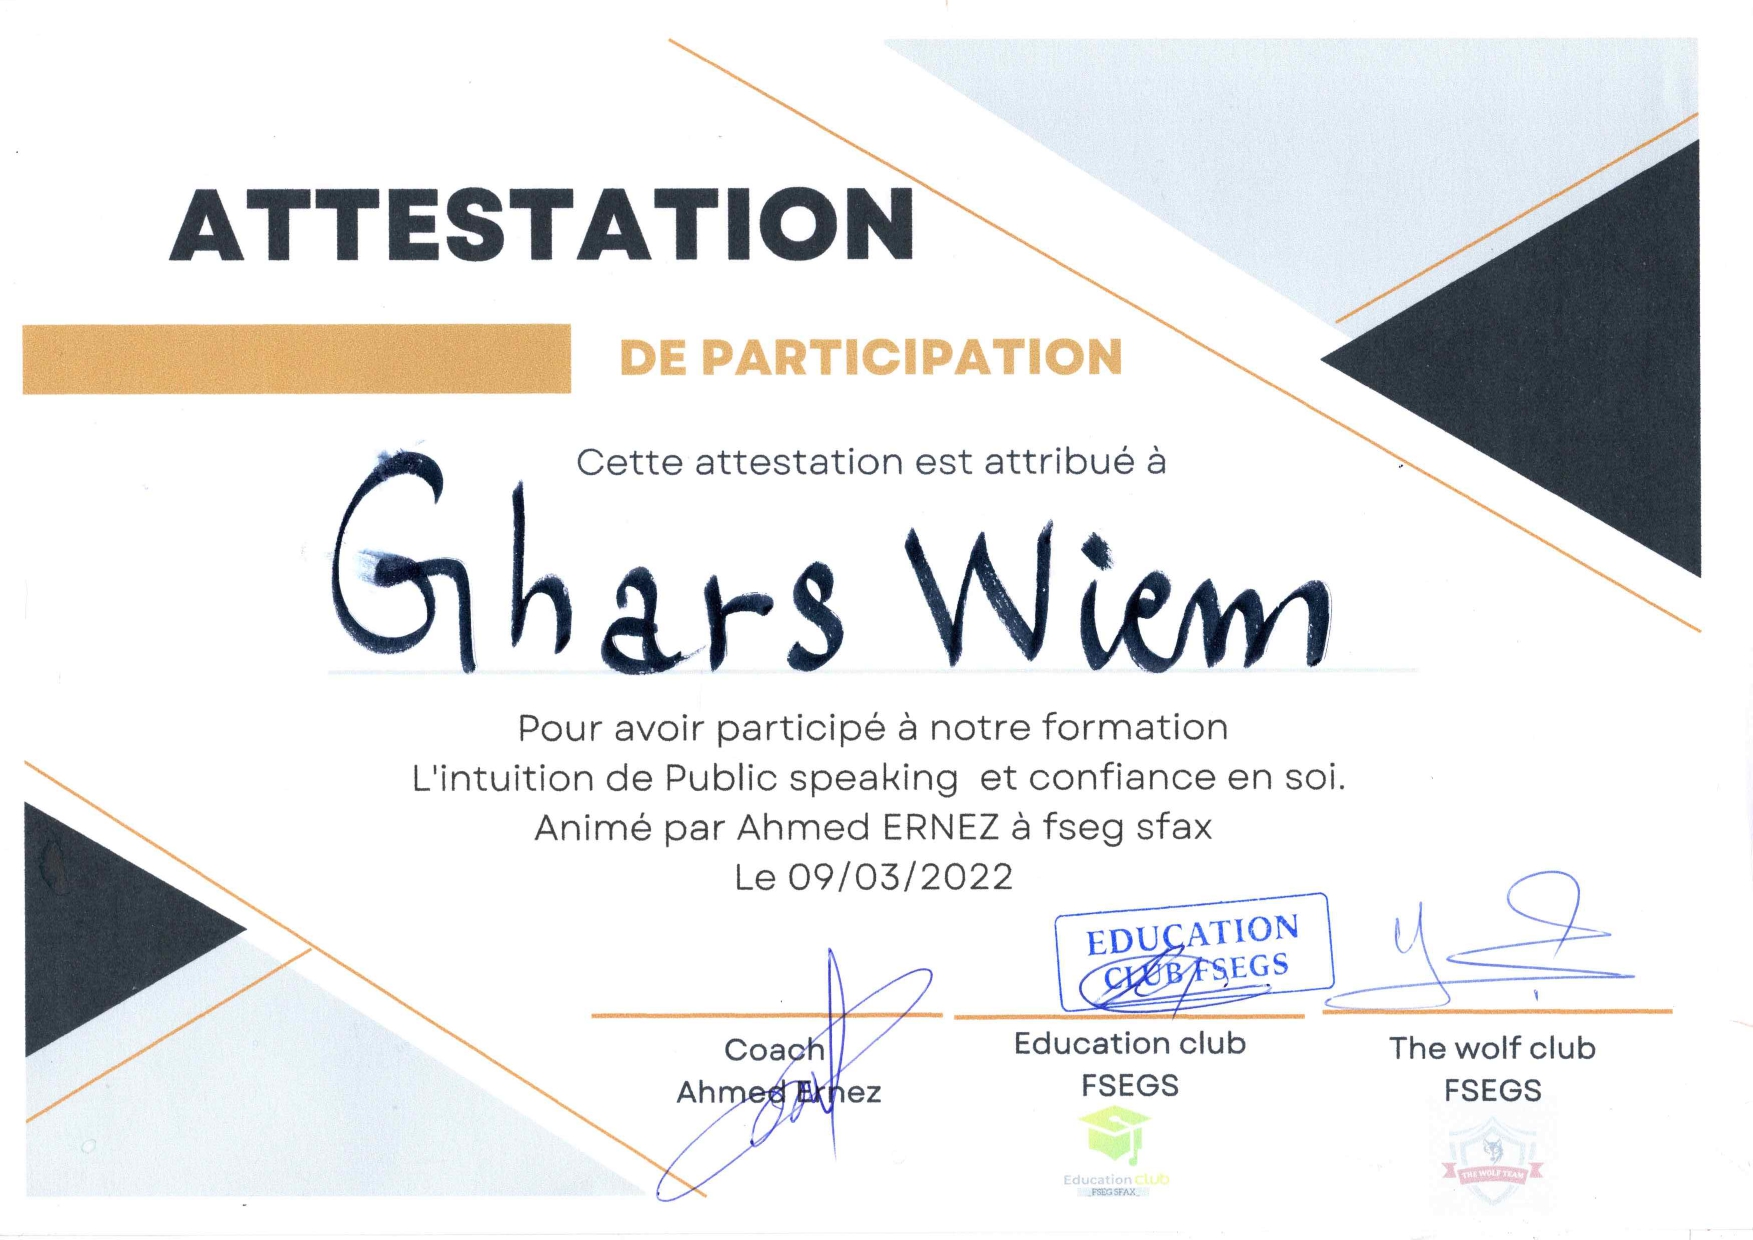 ATTESTATION
DE PARTICIPATION
Cette attestation est attribué à
Ghars Wiem
Pour avoir participé à notre formation
L'intuition de Public speaking et confiance en soi.
Animé par Ahmed ERNEZ à fseg sfax
Le 09/03/2022
EDUCATION
CLUB FSEGS
Coach
Ahmed Ernez
Education club
FSEGS
The wolf club
FSEGS
Education club
FSEG SFAX
THE WOLF TEAM